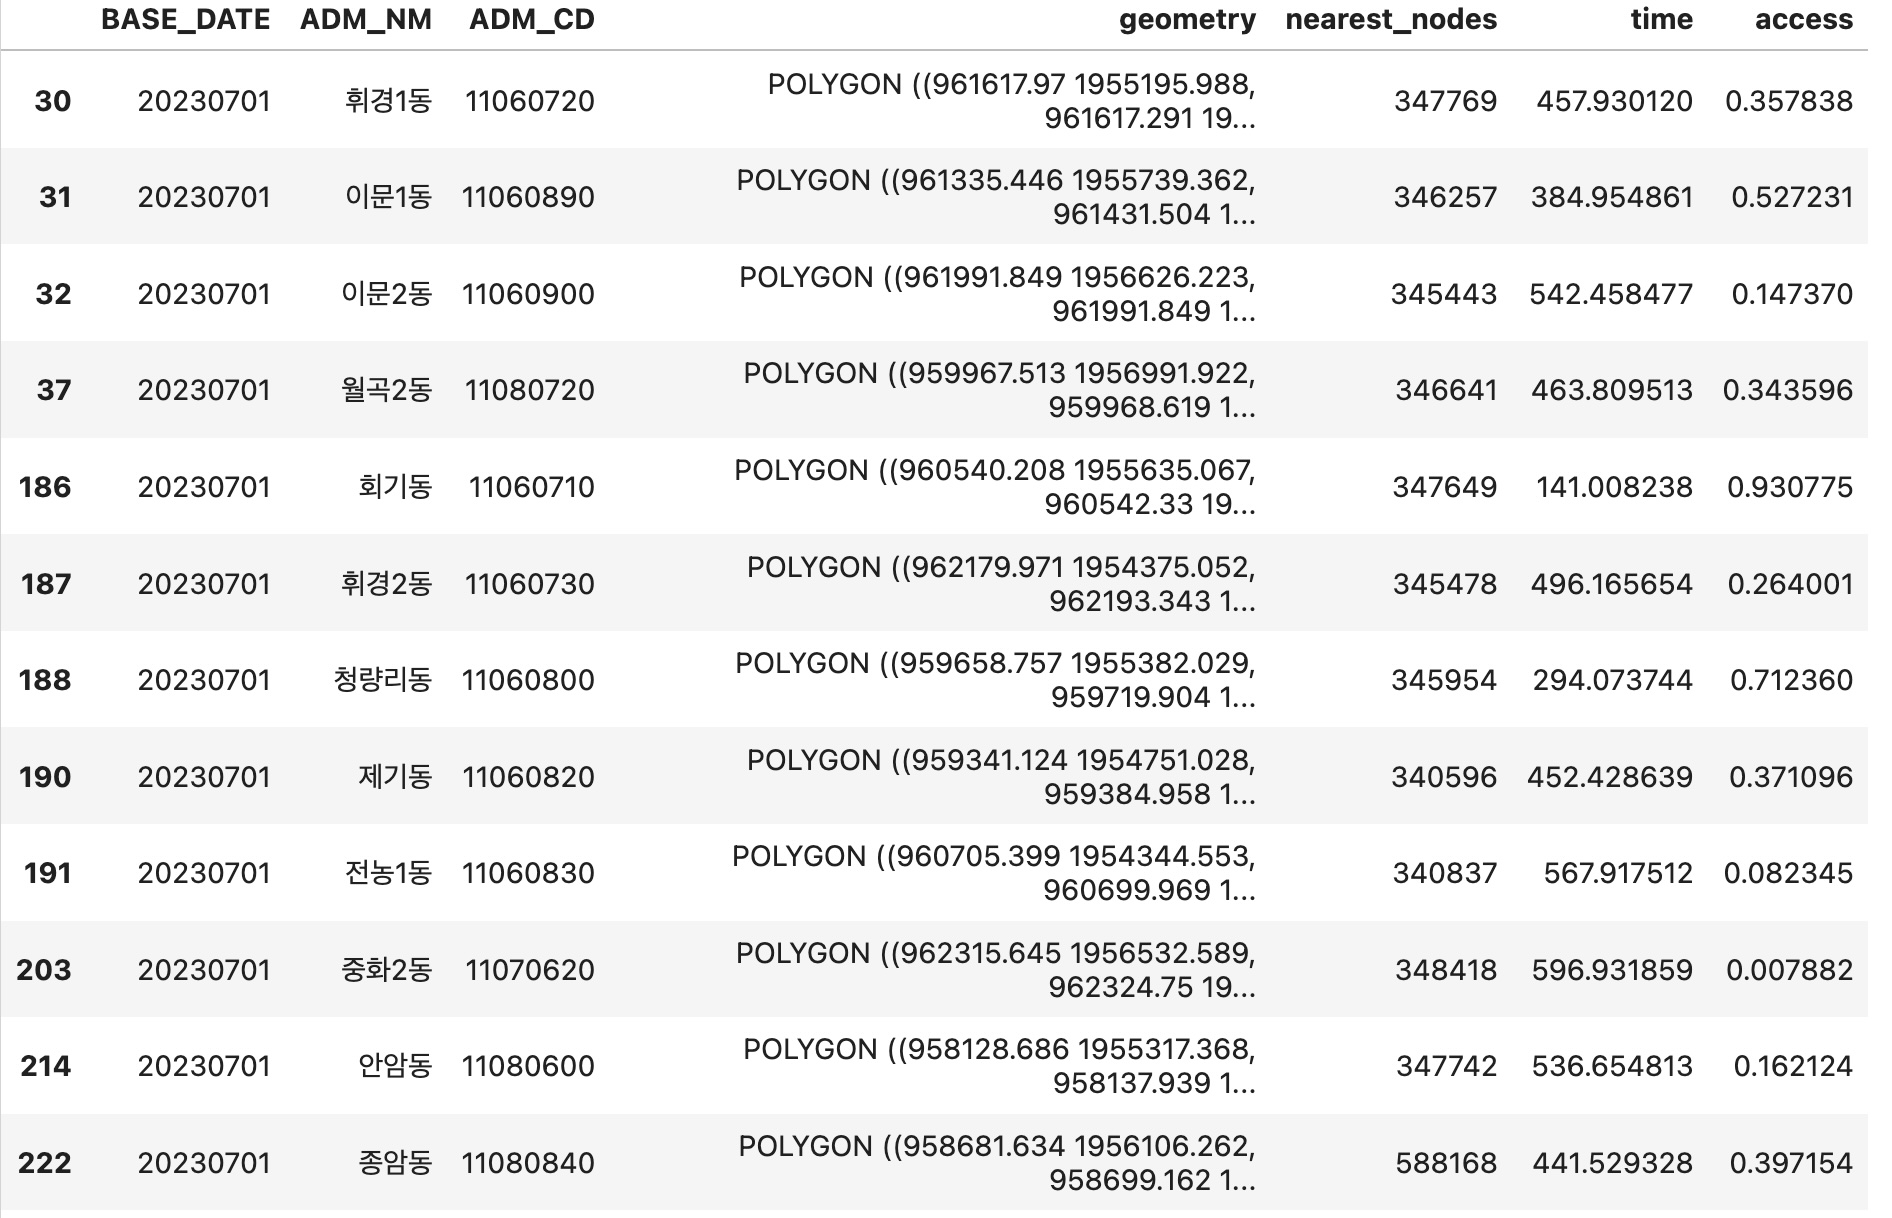 BASE_DATE ADM_NM ADM_CD geometry nearest_nodes time access
30 20230701 휘경1동 11060720 POLYGON ((961617.97 1955195.988, 347769 457.930120 0.357838
961617.291 19...
31 20230701 이문1동 11060890 POLYGON ((961335.446 1955739.362, 346257 384.954861 0.527231
961431.504 1...
32 20230701 이문2동 11060900 POLYGON ((961991.849 1956626.223, 345443 542.458477 0.147370
961991.849 1...
37 20230701 월곡2동 11080720 POLYGON ((959967.513 1956991.922, 346641 463.809513 0.343596
959968.619 1...
186 20230701 회기동 11060710 POLYGON ((960540.208 1955635.067, 347649 141.008238 0.930775
960542.33 19...
187 20230701 휘경2동 11060730 POLYGON ((962179.971 1954375.052, 345478 496.165654 0.264001
962193.343 1...
188 20230701 청량리동 11060800 POLYGON ((959658.757 1955382.029, 345954 294.073744 0.712360
959719.904 1...
190 20230701 제기동 11060820 POLYGON ((959341.124 1954751.028, 340596 452.428639 0.371096
959384.958 1...
191 20230701 전농1동 11060830 POLYGON ((960705.399 1954344.553, 340837 567.917512 0.082345
960699.969 1...
203 20230701 중화2동 11070620 POLYGON ((962315.645 1956532.589, 348418 596.931859 0.007882
962324.75 19...
214 20230701 안암동 11080600 POLYGON ((958128.686 1955317.368, 347742 536.654813 0.162124
958137.939 1...
222 20230701 종암동 11080840 POLYGON ((958681.634 1956106.262, 588168 441.529328 0.397154
958699.162 1...